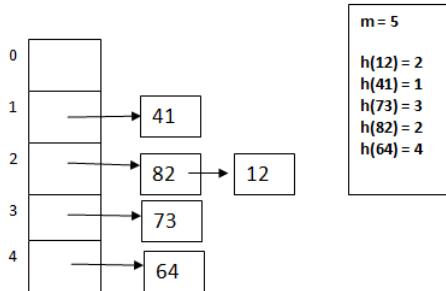 0
1
41
2
82
12
3
73
4
64
m = 5
h(12) = 2
h(41) = 1
h(73) = 3
h(82) = 2
h(64) = 4